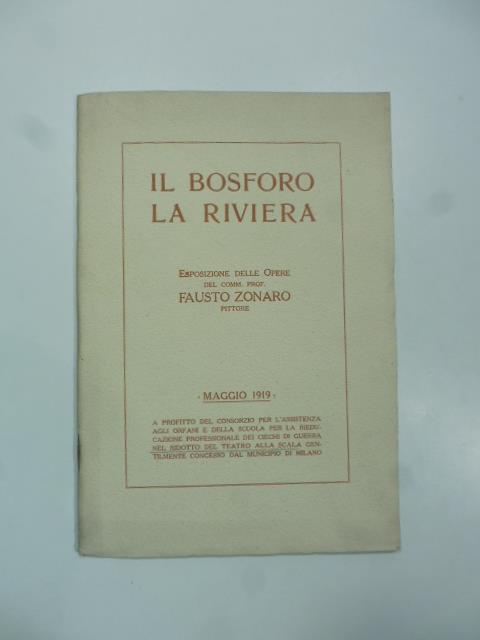 IL BOSFORO
LA RIVIERA
ESPOSIZIONE DELLE OPERE
DEL COMM. PROF.
FAUSTO ZONARO
PITTORE
MAGGIO 1919
A PROFITTO DEL CONSORZIO PER L'ASSISTENZA
AGLI ORFANI E DELLA SCUOLA PER LA RIEDU-
CAZIONE PROFESSIONALE DEI CIECHI DI GUERRA
NEL RIDOTTO DEL TEATRO ALLA SCALA GEN-
TILMENTE CONCESSO DAL MUNICIPIO DI MILANO